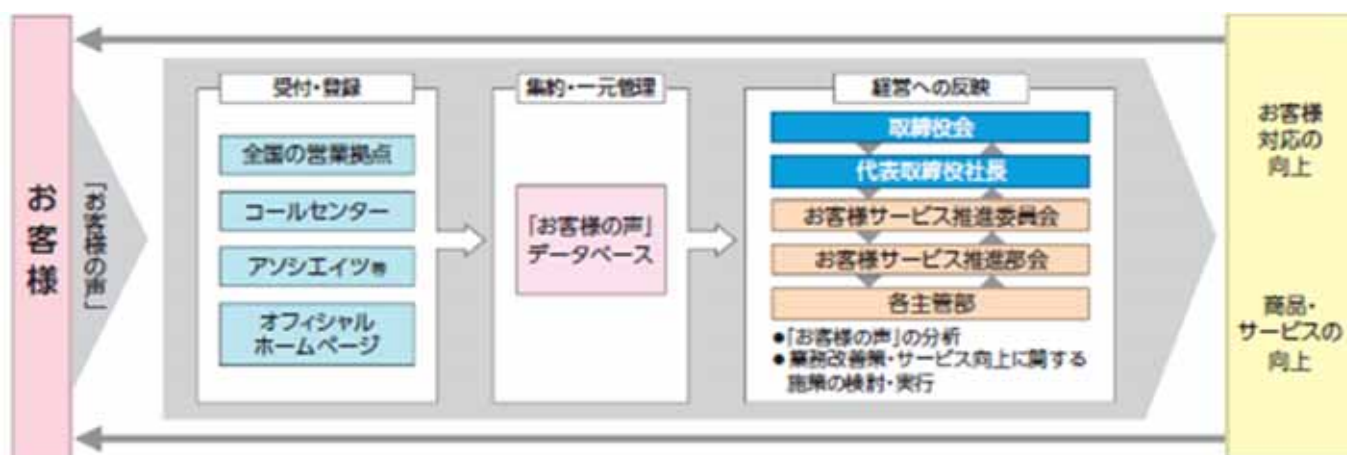 お客様
「お客様の声」
受付・登録
全国の営業拠点
コールセンター
アソシエイツ等
オフィシャル
ホームページ
集約・一元管理
「お客様の声」
データベース
経営への反映
取締役会
代表取締役社長
お客様サービス推進委員会
お客様サービス推進部会
各主管部
●「お客様の声」の分析
●業務改善策・サービス向上に関する
施策の検討・実行
お客様
対応の
向上
商品・
サービスの
向上